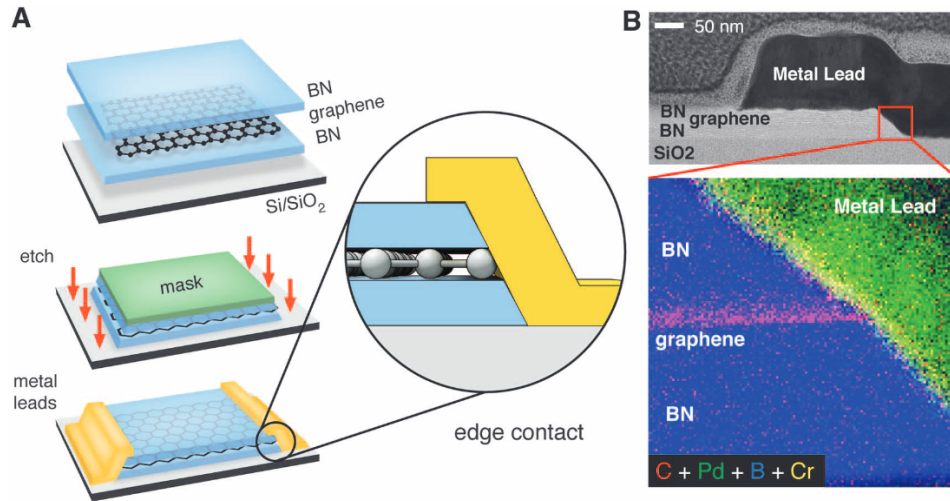 A
BN
graphene
BN
Si/SiO2
etch
mask
metal
leads
edge contact
B
50 nm
Metal Lead
BN graphene
BN
SiO2
Metal Lead
BN
graphene
BN
C + Pd + B + Cr